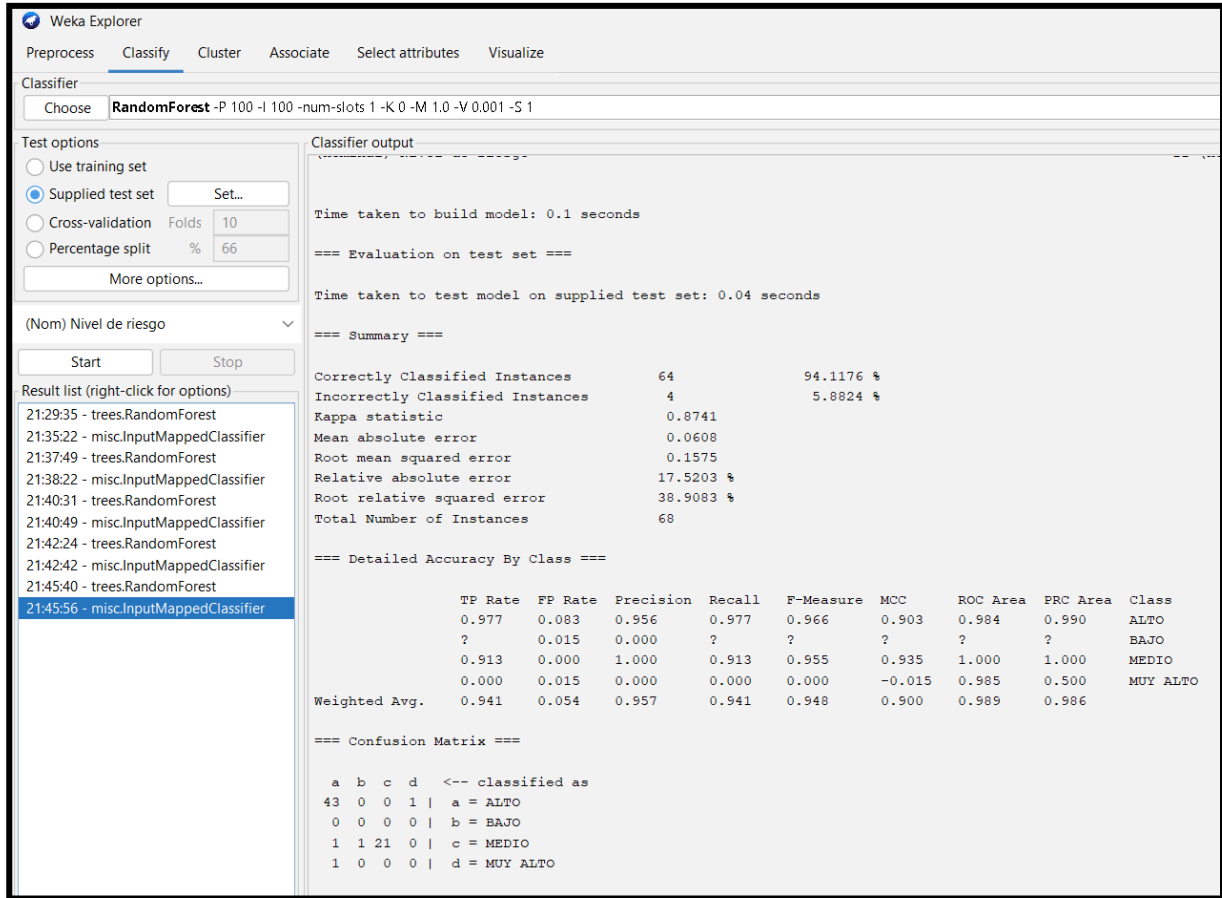 Weka Explorer
Preprocess Classify Cluster Associate Select attributes Visualize
Classifier
Choose RandomForest -P 100 -I 100 -num-slots 1 -K 0 -M 1.0 -V 0.001 -S 1
Test options
Use training set
Supplied test set Set...
Cross-validation Folds 10
Percentage split % 66
More options...
(Nom) Nivel de riesgo
Start Stop
Result list (right-click for options)
21:29:35 - trees.RandomForest
21:35:22 - misc.InputMappedClassifier
21:37:49 - trees.RandomForest
21:38:22 - misc.InputMappedClassifier
21:40:31 - trees.RandomForest
21:40:49 - misc.InputMappedClassifier
21:42:24 - trees.RandomForest
21:42:42 - misc.InputMappedClassifier
21:45:40 - trees.RandomForest
21:45:56 - misc.InputMappedClassifier
Classifier output
Time taken to build model: 0.1 seconds
=== Evaluation on test set ===
Time taken to test model on supplied test set: 0.04 seconds
=== Summary ===
Correctly Classified Instances 64 94.1176 %
Incorrectly Classified Instances 4 5.8824 %
Kappa statistic 0.8741
Mean absolute error 0.0608
Root mean squared error 0.1575
Relative absolute error 17.5203 %
Root relative squared error 38.9083 %
Total Number of Instances 68
=== Detailed Accuracy By Class ===
TP Rate FP Rate Precision Recall F-Measure MCC ROC Area PRC Area Class
0.977 0.083 0.956 0.977 0.966 0.903 0.984 0.990 ALTO
? 0.015 0.000 ? ? ? ? ? BAJO
0.913 0.000 1.000 0.913 0.955 0.935 1.000 1.000 MEDIO
0.000 0.015 0.000 0.000 0.000 -0.015 0.985 0.500 MUY ALTO
Weighted Avg. 0.941 0.054 0.957 0.941 0.948 0.900 0.989 0.986
=== Confusion Matrix ===
a b c d <-- classified as
43 0 0 1 | a = ALTO
0 0 0 0 | b = BAJO
1 1 21 0 | c = MEDIO
1 0 0 0 | d = MUY ALTO